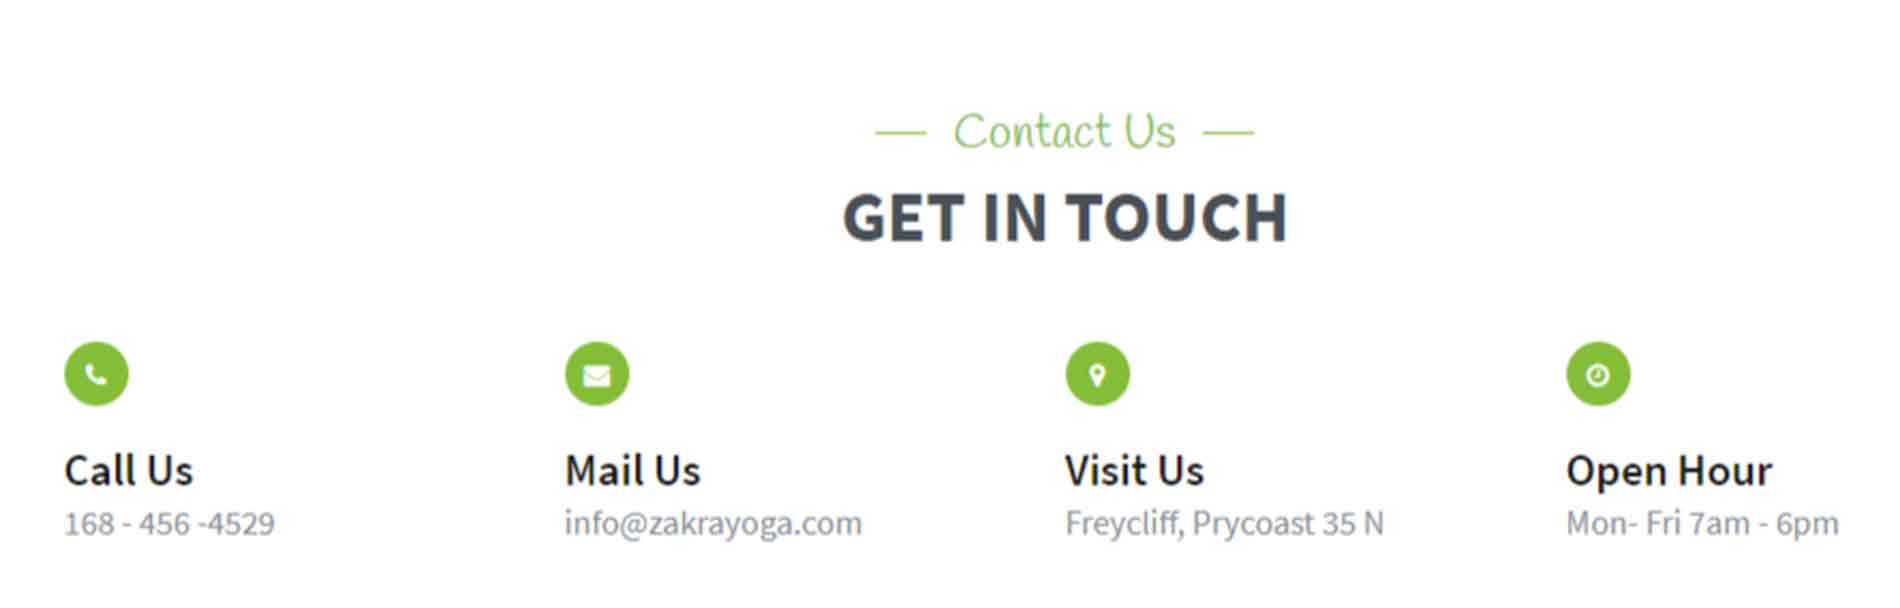 Contact Us
GET IN TOUCH
Call Us
168 - 456 -4529
Mail Us
info@zakrayoga.com
Visit Us
Freycliff, Prycoast 35 N
Open Hour
Mon- Fri 7am - 6pm